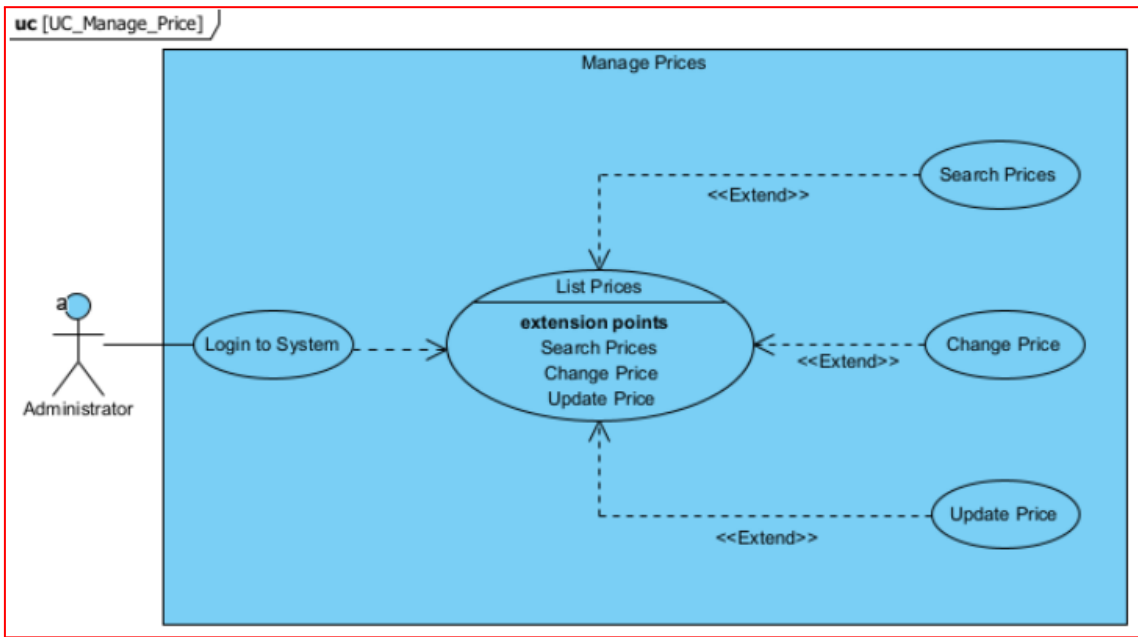 uc [UC_Manage_Price]
Manage Prices
Search Prices
<<Extend>>
List Prices
extension points
Search Prices
Change Price
Update Price
a
Administrator
Login to System
<<Extend>>
Change Price
<<Extend>>
Update Price